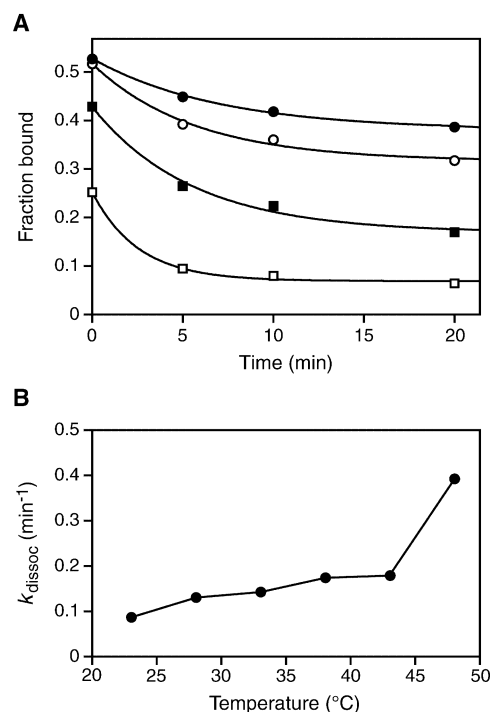 A
0.5
0.4
0.3
0.2
0.1
0
Fraction bound
0 5 10 15 20
Time (min)
B
0.5
0.4
0.3
0.2
0.1
0
k dissoc (min-1)
20 25 30 35 40 45 50
Temperature (°C)